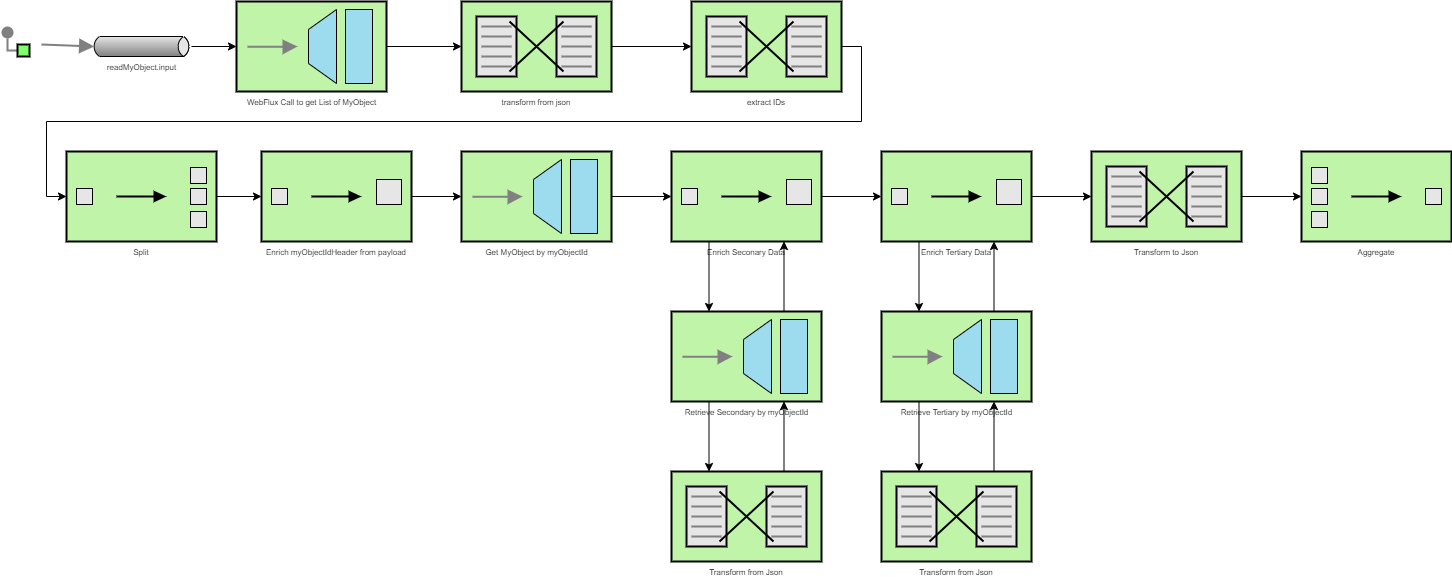 readMyObject.input
WebFlux Call to get List of MyObject
transform from json
extract IDs
Split
Enrich myObjectIdHeader from payload
Get MyObject by myObjectId
Enrich Seconary Data
Enrich Tertiary Data
Transform to Json
Aggregate
Retrieve Secondary by myObjectId
Retrieve Tertiary by myObjectId
Transform from Json
Transform from Json